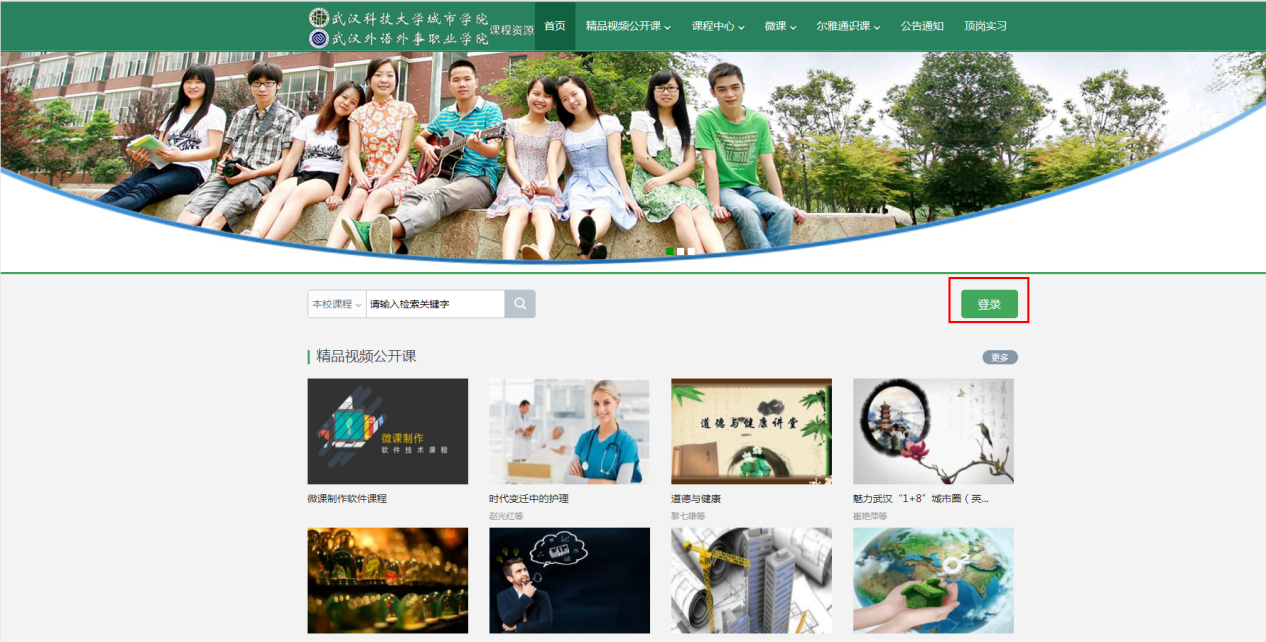 武汉科技大学城市学院
武汉外语外事职业学院
课程资源 首页 精品视频公开课 课程中心 微课 尔雅通识课 公告通知 顶岗实习
本校课程 请输入检索关键字 登录
精品视频公开课 更多
微课制作
软件技术课程
道德与健康讲堂
微课制作软件课程 时代变迁中的护理 道德与健康 魅力武汉“1+8”城市圈（英...
赵光红等 黎七雄等 崔艳萍等